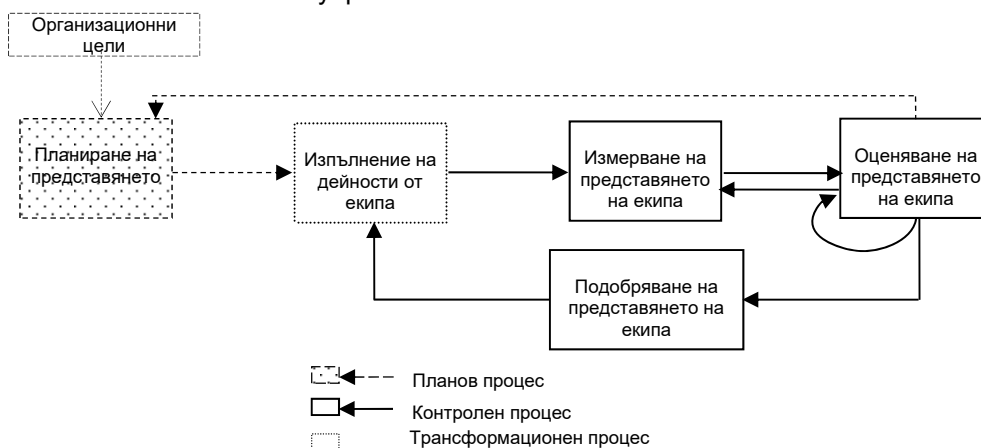 Организационни
цели
Планиране на
представянето
Изпълнение на
дейности от
екипа
Измерване на
представянето
на екипа
Оценяване на
представянето
на екипа
Подобряване на
представянето на
екипа
Планов процес
Контролен процес
Трансформационен процес